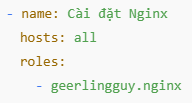 - name: Cài đặt Nginx
  hosts: all
  roles:
    - geerlingguy.nginx